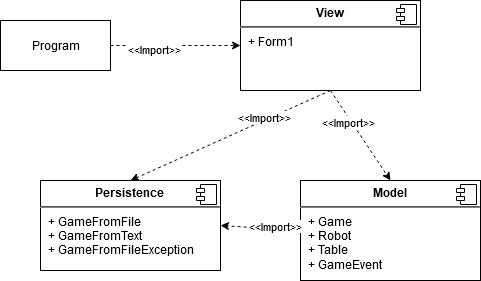 View
Program
<<Import>>
+ Form1
<<Import>>
<<Import>>
Persistence
+ GameFromFile
+ GameFromText
+ GameFromFileException
<<Import>>
Model
+ Game
+ Robot
+ Table
+ GameEvent